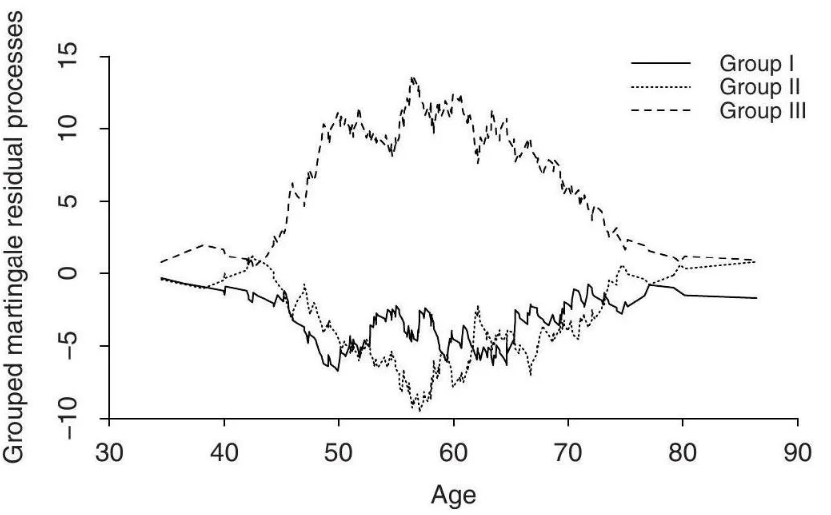 Grouped martingale residual processes
15
10
5
0
−5
−10
30 40 50 60 70 80 90
Age
Group I
Group II
Group III